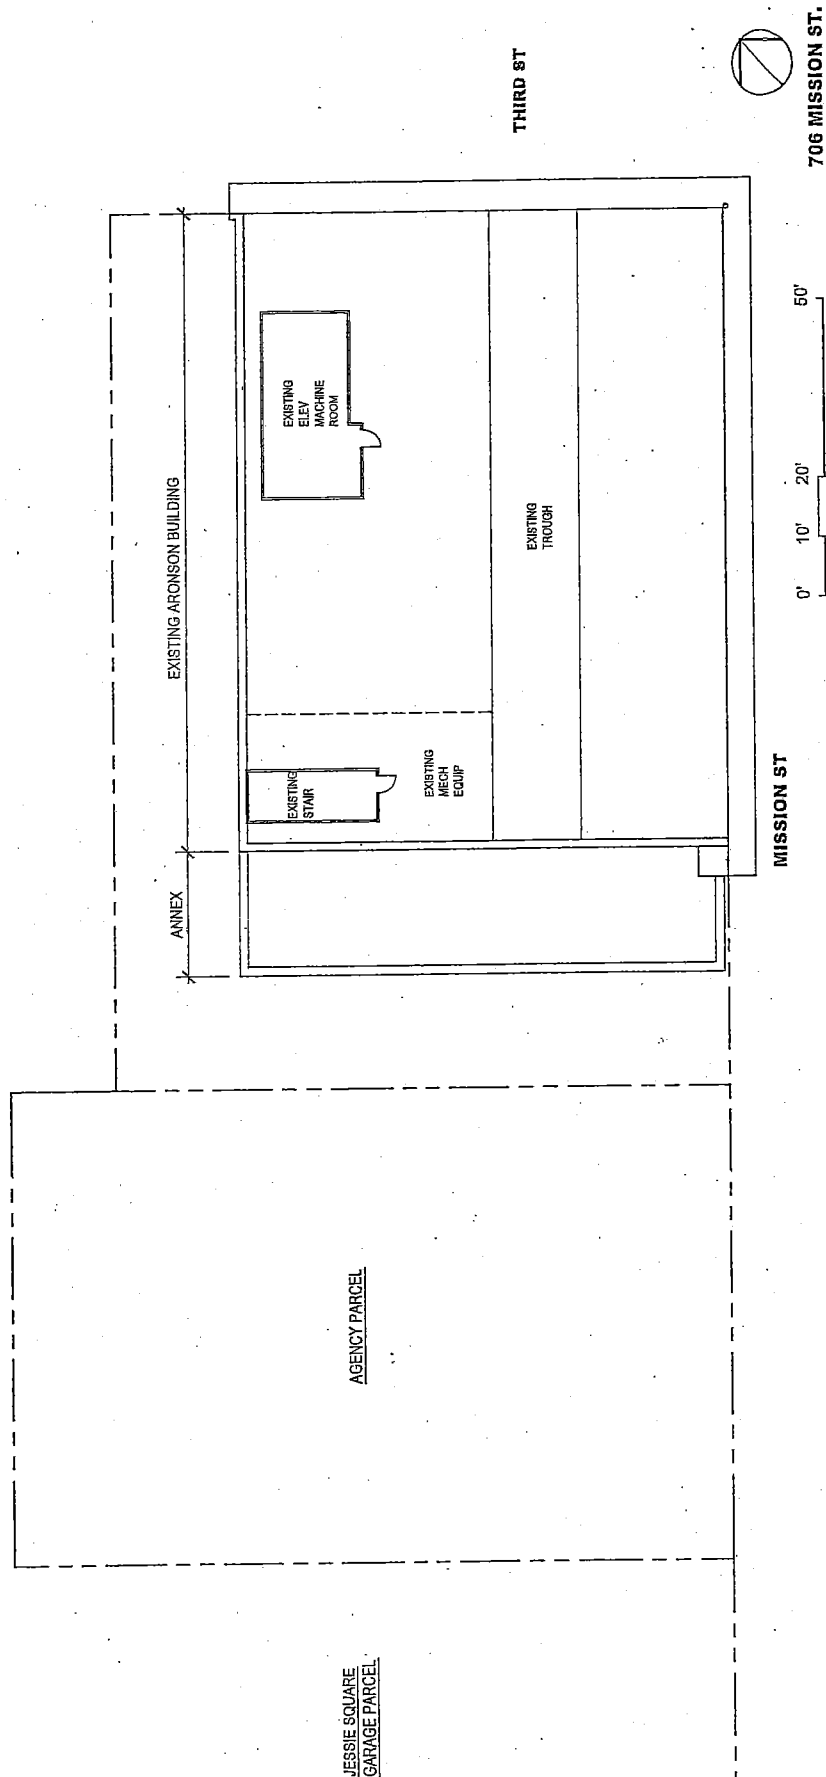 THIRD ST
706 MISSION ST.
EXISTING ARONSON BUILDING
EXISTING
ELEV
MACHINE
ROOM
EXISTING
TROUGH
50'
20'
10'
0'
EXISTING
STAIR
EXISTING
MECH
EQUIP
MISSION ST
ANNEX
AGENCY PARCEL
JESSIE SQUARE
GARAGE PARCEL